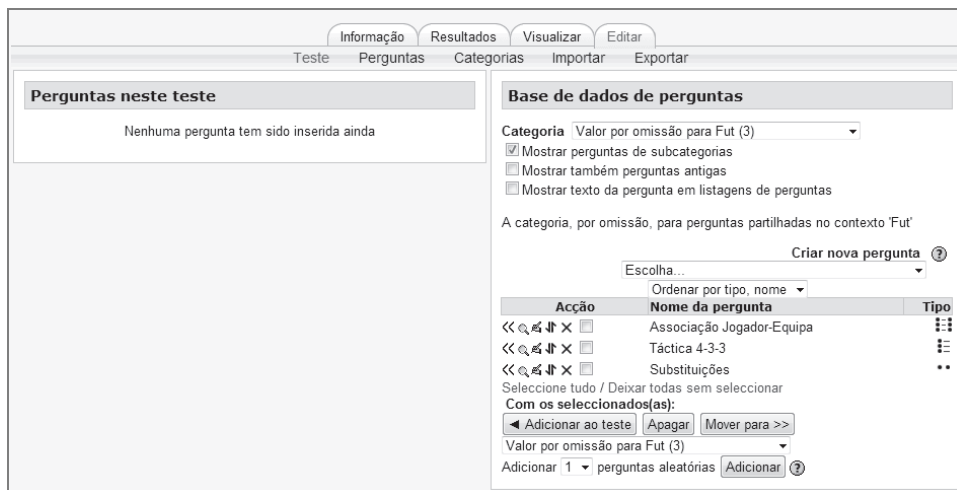 Informação Resultados Visualizar Editar
Teste Perguntas Categorias Importar Exportar
Perguntas neste teste
Nenhuma pergunta tem sido inserida ainda
Base de dados de perguntas
Categoria Valor por omissão para Fut (3)
Mostrar perguntas de subcategorias
Mostrar também perguntas antigas
Mostrar texto da pergunta em listagens de perguntas
A categoria, por omissão, para perguntas partilhadas no contexto 'Fut'
Criar nova pergunta ?
Escolha...
Ordenar por tipo, nome
Acção Nome da pergunta Tipo
Associação Jogador-Equipa
Táctica 4-3-3
Substituições
Seleccione tudo / Deixar todas sem seleccionar
Com os seleccionados(as):
◄ Adicionar ao teste Apagar Mover para >>
Valor por omissão para Fut (3)
Adicionar 1 perguntas aleatórias Adicionar ?